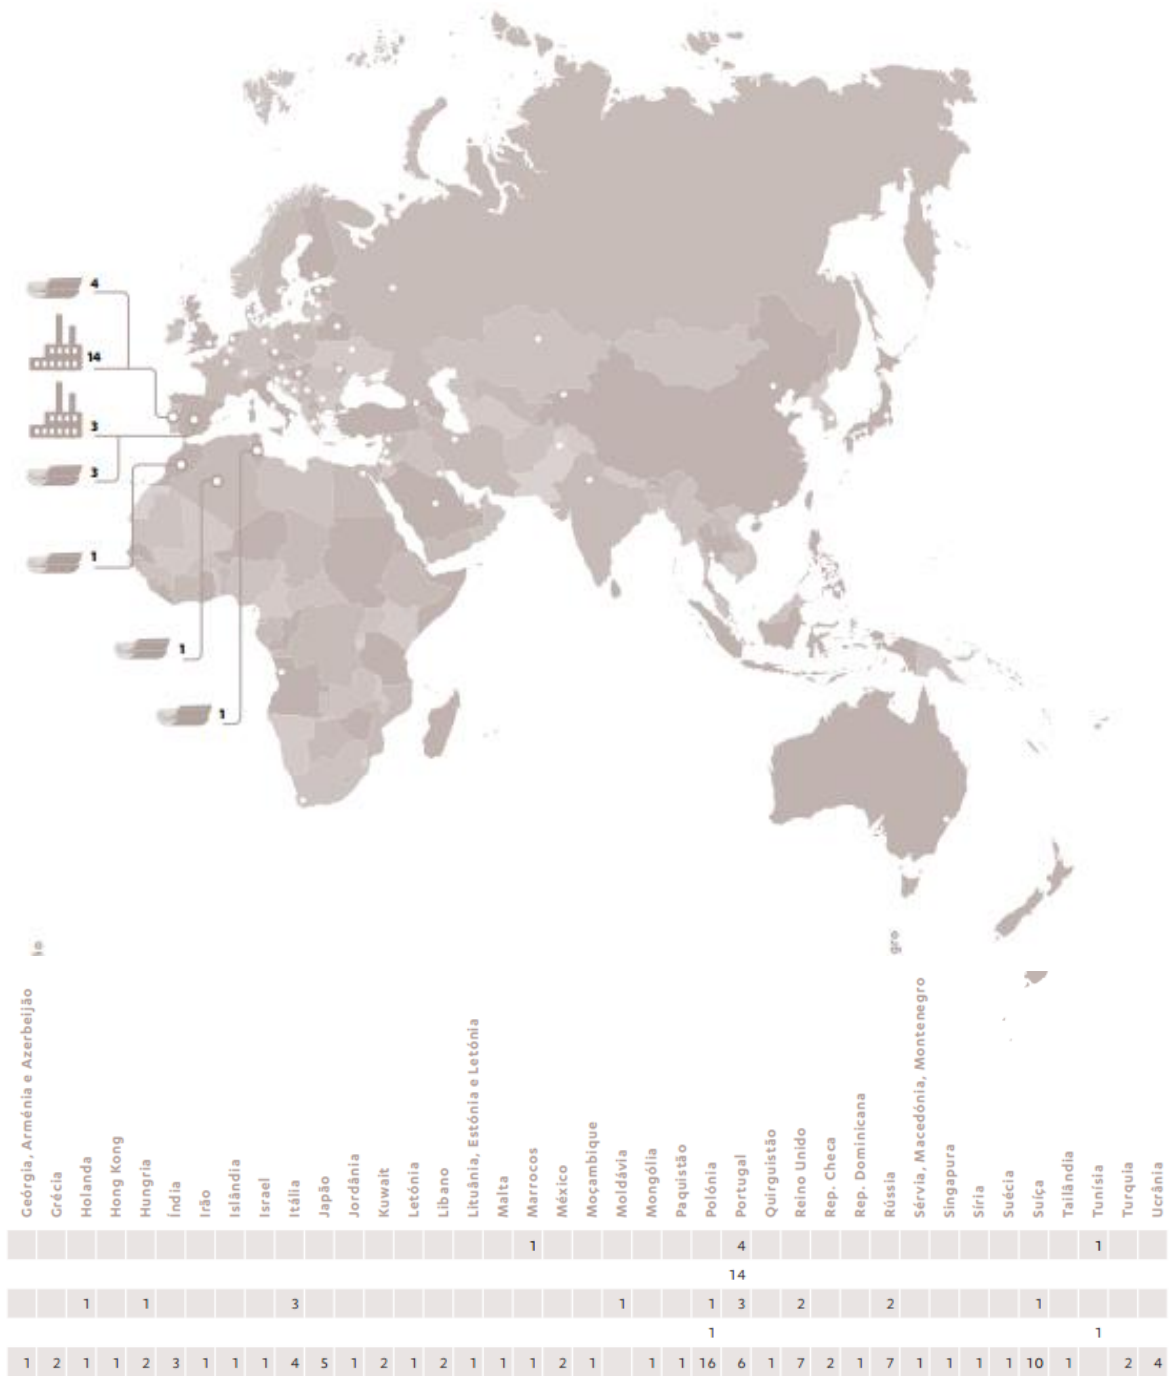 4
14
3
3
1
1
1
gro
Geórgia, Arménia e Azerbeijão
Grécia
Holanda
Hong Kong
Hungria
Índia
Irão
Islândia
Israel
Itália
Japão
Jordânia
Kuwait
Letónia
Libano
Lituânia, Estónia e Letónia
Malta
Marrocos
México
Moçambique
Moldávia
Mongólia
Paquistão
Polónia
Portugal
Quirguistão
Reino Unido
Rep. Checa
Rep. Dominicana
Rússia
Sérvia, Macedónia, Montenegro
Singapura
Síria
Suécia
Suíça
Tailândia
Tunísia
Turquia
Ucrânia
1 4 1
14
1 1 3 1 1 3 2 2 1
1 1
1 2 1 1 2 3 1 1 1 4 5 1 2 1 2 1 1 1 2 1 1 1 16 6 1 7 2 1 7 1 1 1 1 10 1 2 4